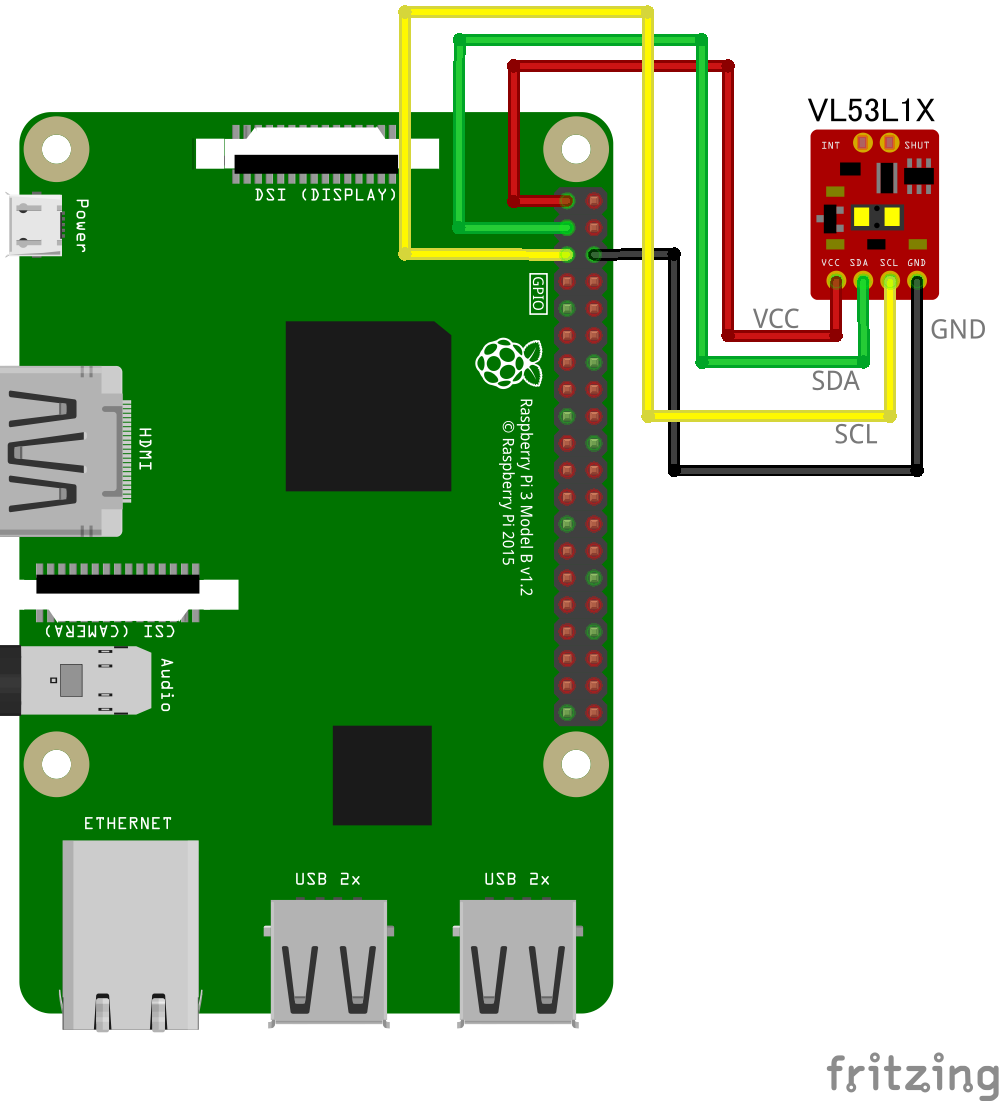 VL53L1X
INT
SHUT
DSI (DISPLAY)
Power
VCC
SDA
SCL
GND
GPIO
VCC
GND
SDA
SCL
HDMI
Raspberry Pi 3 Model B v1.2
© Raspberry Pi 2015
CSI (CAMERA)
Audio
ETHERNET
USB 2x
USB 2x
fritzing